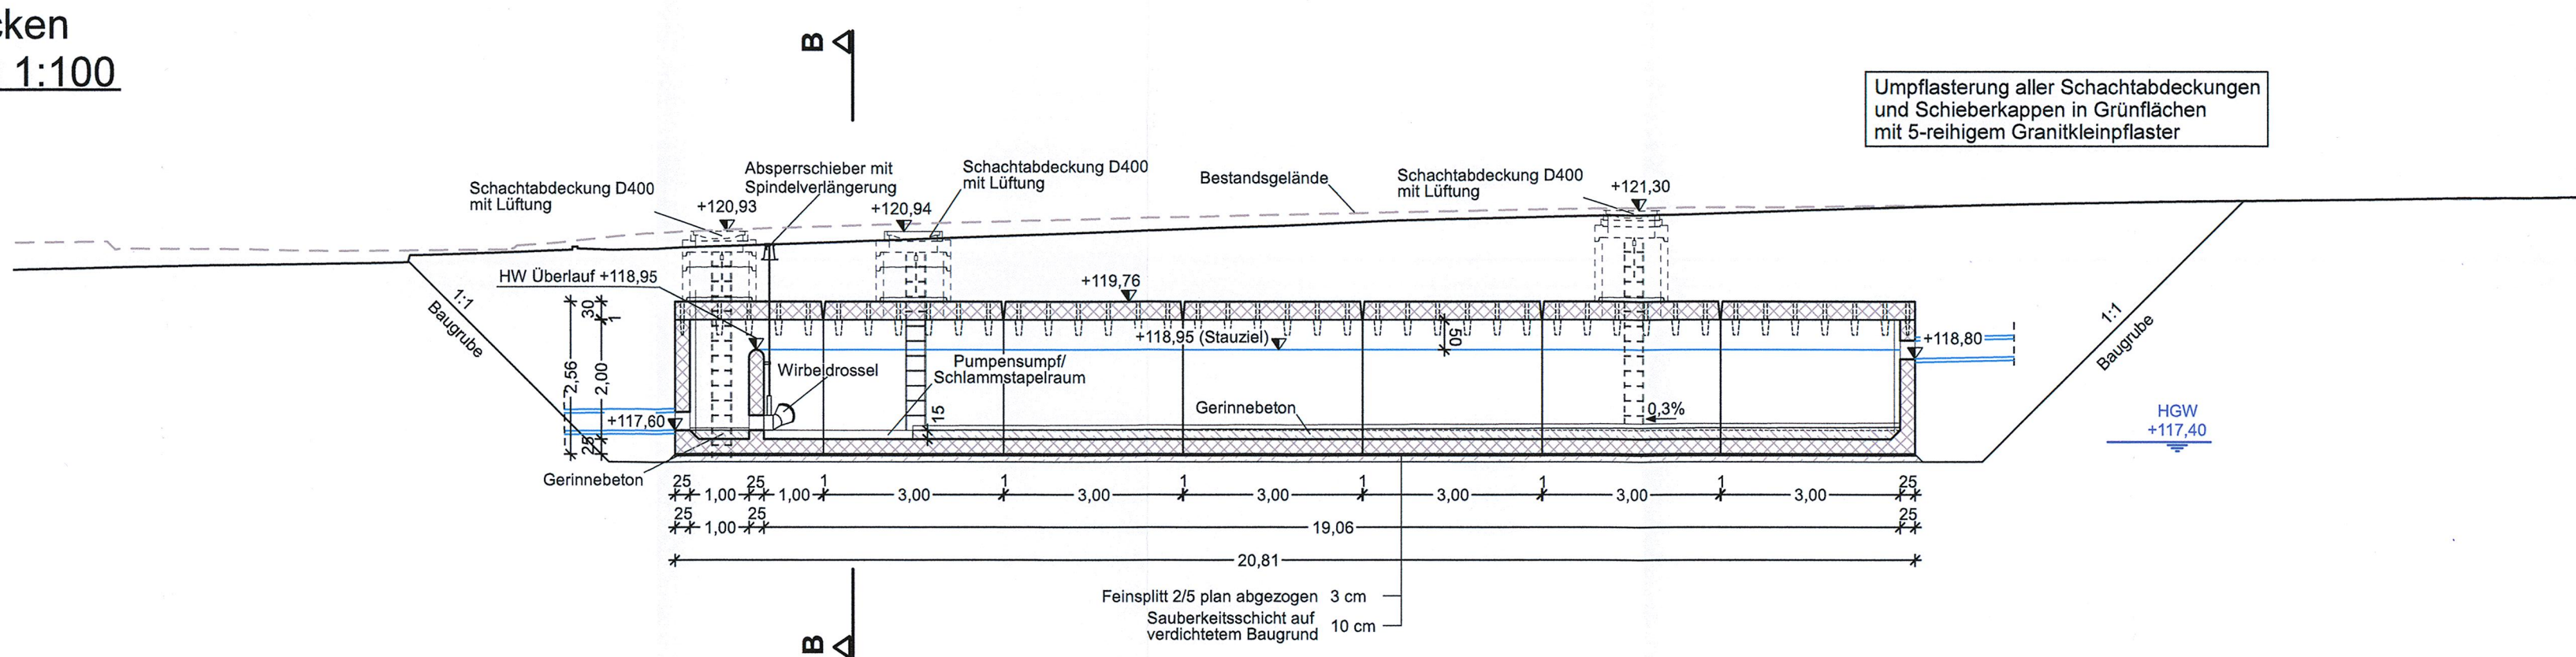 cken
1:100
B
Umpflasterung aller Schachtabdeckungen
und Schieberkappen in Grünflächen
mit 5-reihigem Granitkleinpflaster
Schachtabdeckung D400
mit Lüftung
+120,93
Absperrschieber mit
Spindelverlängerung
+120,94
Schachtabdeckung D400
mit Lüftung
Bestandsgelände
Schachtabdeckung D400
mit Lüftung
+121,30
HW Überlauf +118,95
+119,76
1:1
Baugrube
30
1
2,56
2,00
25
+118,95 (Stauziel)
50
+118,80
1:1
Baugrube
Wirbeldrossel
Pumpensumpf/
Schlammstapelraum
15
Gerinnebeton
0,3%
+117,60
HGW
+117,40
Gerinnebeton
25 1,00 25 1,00 1 3,00 1 3,00 1 3,00 1 3,00 1 3,00 1 3,00 25
25 1,00 25 19,06 25
20,81
Feinsplitt 2/5 plan abgezogen 3 cm
Sauberkeitsschicht auf
verdichtetem Baugrund 10 cm
B